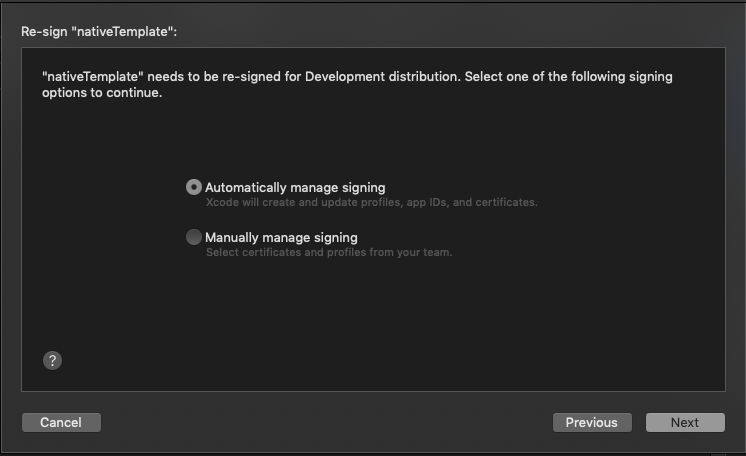 Re-sign "nativeTemplate":
"nativeTemplate" needs to be re-signed for Development distribution. Select one of the following signing
options to continue.
Automatically manage signing
Xcode will create and update profiles, app IDs, and certificates.
Manually manage signing
Select certificates and profiles from your team.
?
Cancel
Previous
Next